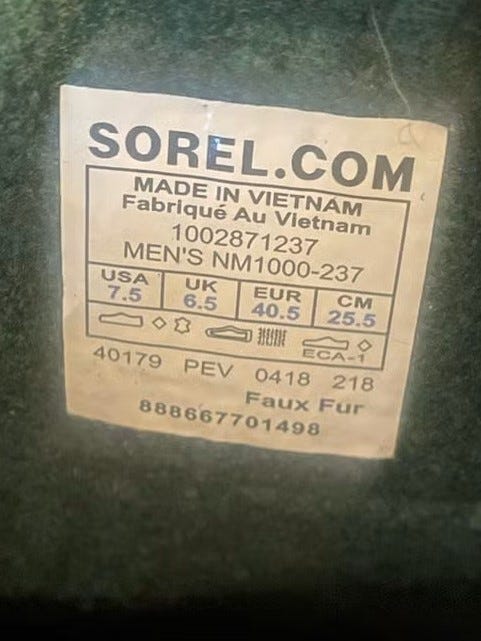 SOREL.COM
MADE IN VIETNAM
Fabriqué Au Vietnam
1002871237
MEN'S NM1000-237
USA UK EUR CM
7.5 6.5 40.5 25.5
ECA-1
40179 PEV 0418 218
Faux Fur
888667701498